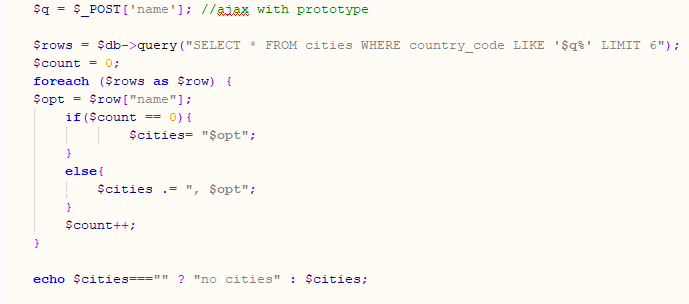 $q = $_POST['name']; //ajax with prototype
$rows = $db->query("SELECT * FROM cities WHERE country_code LIKE '$q%' LIMIT 6");
$count = 0;
foreach ($rows as $row) {
$opt = $row["name"];
if($count == 0){
$cities= "$opt";
}
else{
$cities .= ", $opt";
}
$count++;
}
echo $cities==="" ? "no cities" : $cities;